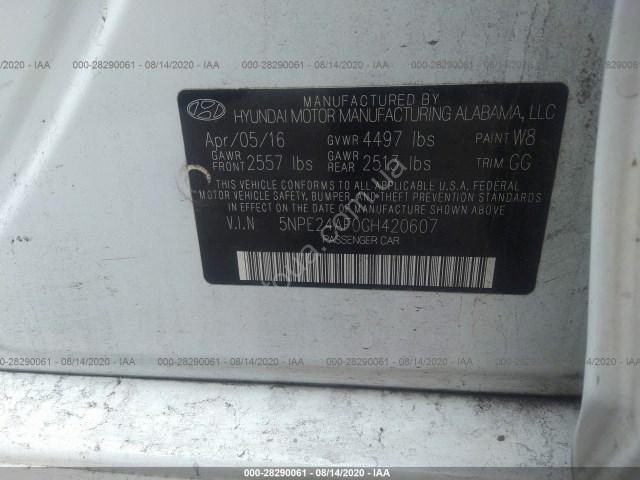 000-28290061 - 08/14/2020 - IAA
MANUFACTURED BY
HYUNDAI MOTOR MANUFACTURING ALABAMA, LLC
Apr/05/16 GVWR 4497 lbs PAINT W8
GAWR FRONT 2557 lbs GAWR REAR lbs TRIM GG
THIS VEHICLE CONFORMS TO ALL APPLICABLE U.S.A. FEDERAL
MOTOR VEHICLE SAFETY, BUMPER, AND THEFT PREVENTION STANDARDS
IN EFFECT ON THE DATE OF MANUFACTURE SHOWN ABOVE.
V.I.N
PASSENGER CAR
000-28290061 - 08/14/2020 - IAA
000-28290061 - 08/14/2020 - IAA